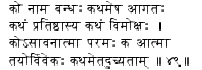 को नाम बन्धः कथमेष आगतः
कथं प्रतिष्ठास्य कथं विमोक्षः ।
कोऽसावनात्मा परमः क आत्मा
तयोर्विवेकः कथमेतदुच्यताम् ॥ ४९॥